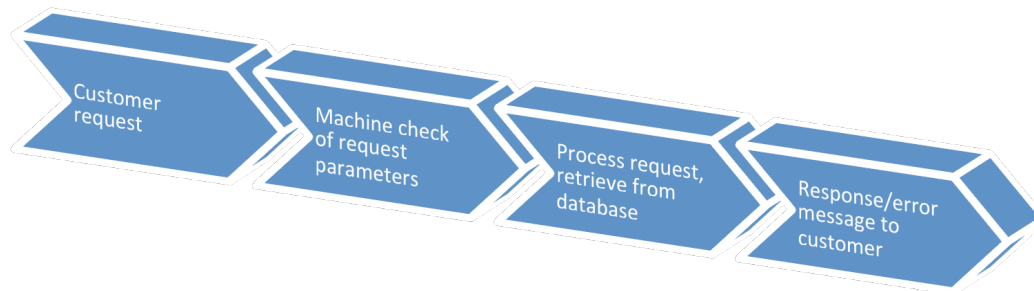 Customer
request
Machine check
of request
parameters
Process request,
retrieve from
database
Response/error
message to
customer